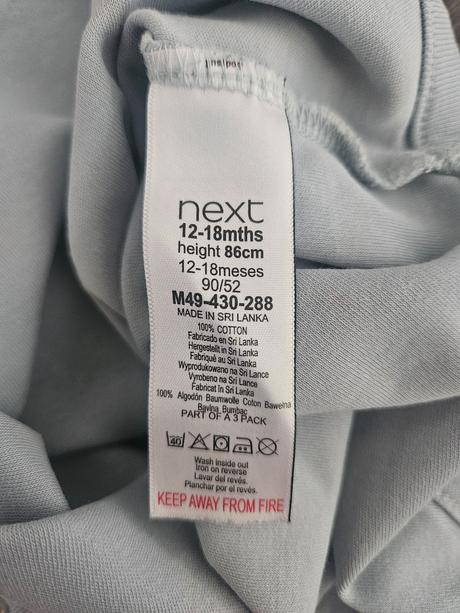 next
12-18mths
height 86cm
12-18meses
90/52
M49-430-288
MADE IN SRI LANKA
100% COTTON
Fabricado en Sri Lanka
Hergestellt in Sri Lanka
Fabriqué au Sri Lanka
Wyprodukowano na Sri Lance
Vyrobeno na Sri Lance
Fabricat în Sri Lanka
100% Algodón Baumwolle Coton Bawełna
Bavlna Bumbac
PART OF A 3 PACK
40
Wash inside out
Iron on reverse
Lavar del revés.
Planchar por el revés.
KEEP AWAY FROM FIRE